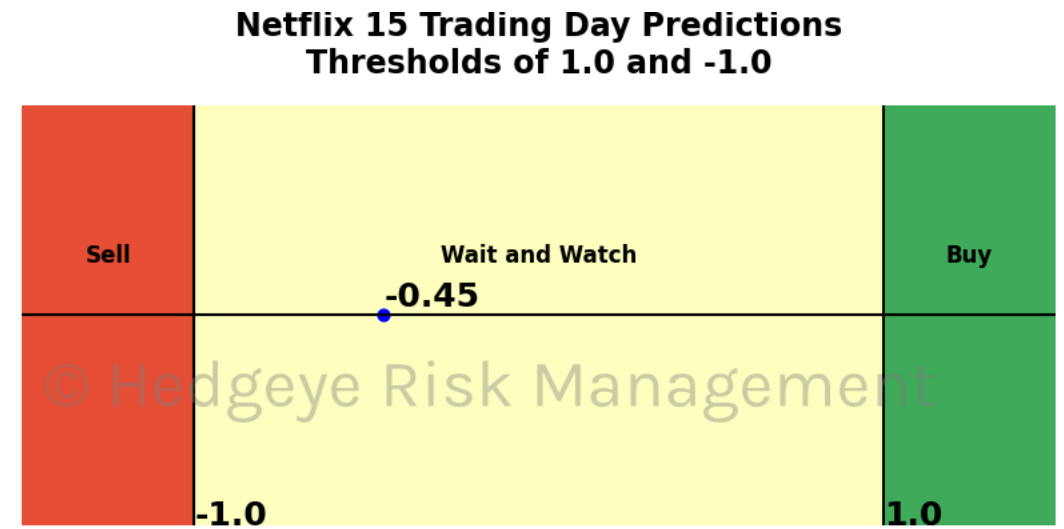 Netflix 15 Trading Day Predictions
Thresholds of 1.0 and -1.0
Sell
Wait and Watch
Buy
-0.45
© Hedgeye Risk Management
-1.0
1.0